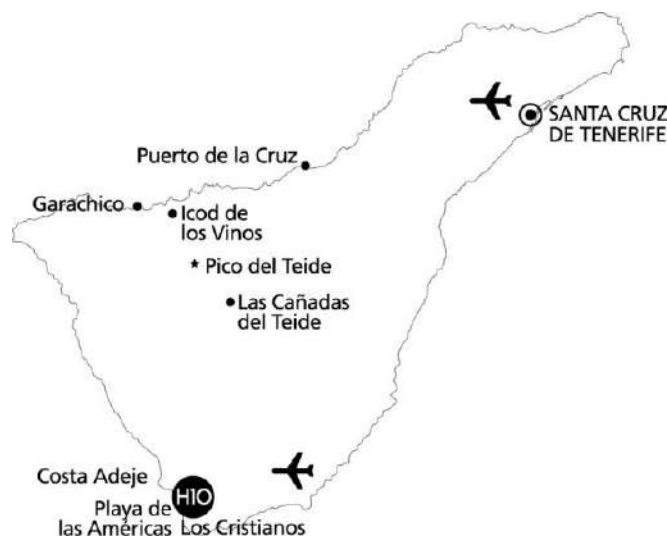 SANTA CRUZ
DE TENERIFE
Puerto de la Cruz
Garachico
Icod de
los Vinos
Pico del Teide
Las Cañadas
del Teide
Costa Adeje
H10
Playa de
las Américas
Los Cristianos